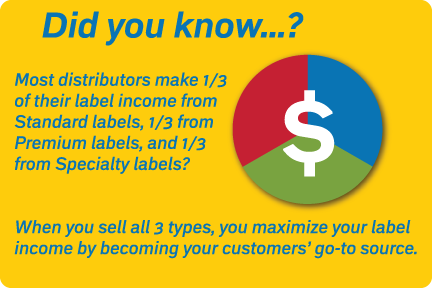 Did you know...?
Most distributors make 1/3
of their label income from
Standard labels, 1/3 from
Premium labels, and 1/3
from Specialty labels?
$
When you sell all 3 types, you maximize your label
income by becoming your customers' go-to source.